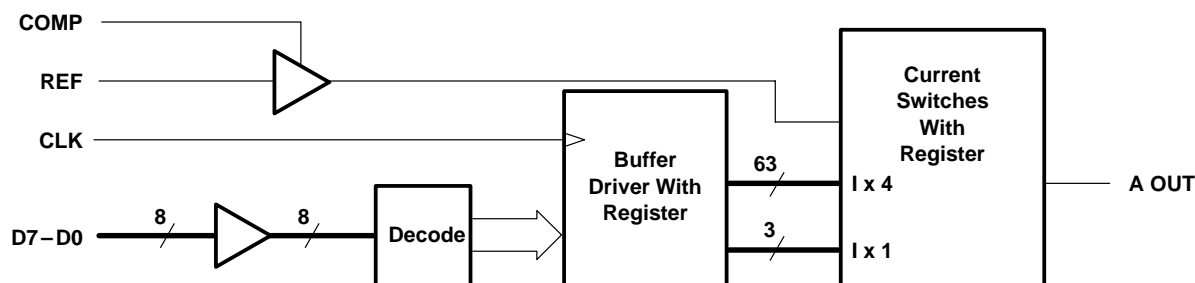 COMP
REF
CLK
D7–D0
8
8
Decode
Buffer
Driver With
Register
63
3
Current
Switches
With
Register
I x 4
I x 1
A OUT